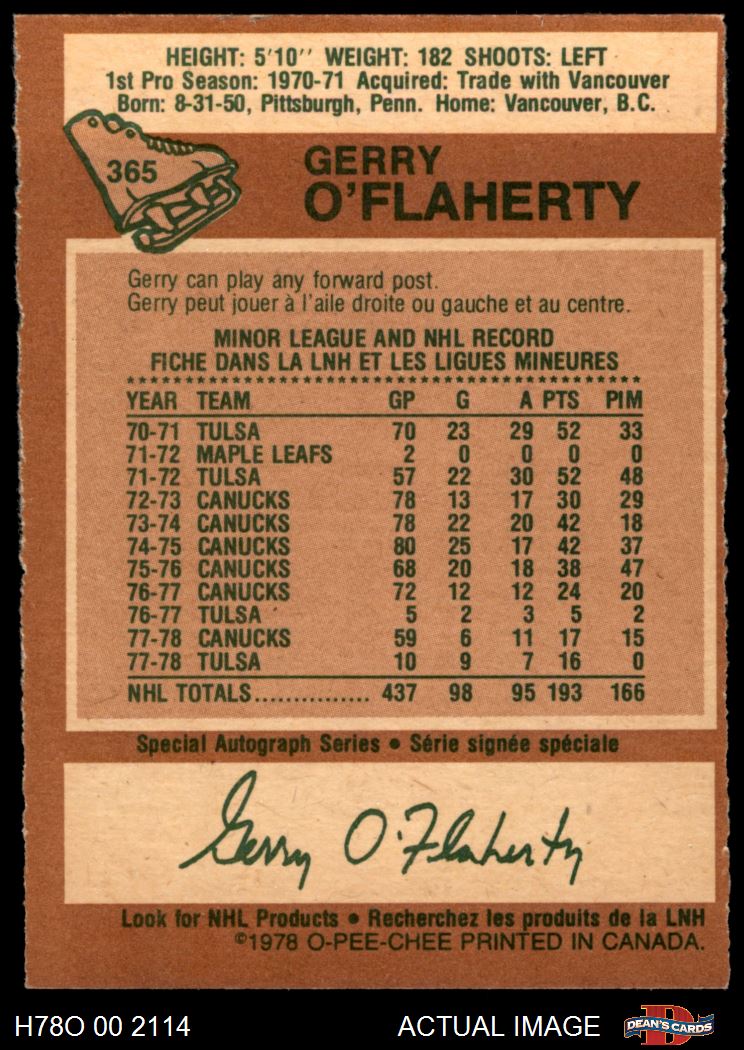 HEIGHT: 5'10'' WEIGHT: 182 SHOOTS: LEFT
1st Pro Season: 1970-71 Acquired: Trade with Vancouver
Born: 8-31-50, Pittsburgh, Penn. Home: Vancouver, B.C.
365
GERRY
O'FLAHERTY
Gerry can play any forward post.
Gerry peut jouer à l'aile droite ou gauche et au centre.
MINOR LEAGUE AND NHL RECORD
FICHE DANS LA LNH ET LES LIGUES MINEURES
YEAR TEAM GP G A PTS PIM
70-71 TULSA 70 23 29 52 33
71-72 MAPLE LEAFS 2 0 0 0 0
71-72 TULSA 57 22 30 52 48
72-73 CANUCKS 78 13 17 30 29
73-74 CANUCKS 78 22 20 42 18
74-75 CANUCKS 80 25 17 42 37
75-76 CANUCKS 68 20 18 38 47
76-77 CANUCKS 72 12 12 24 20
76-77 TULSA 5 2 3 5 2
77-78 CANUCKS 59 6 11 17 15
77-78 TULSA 10 9 7 16 0
NHL TOTALS................ 437 98 95 193 166
Special Autograph Series • Série signée spéciale
Gerry O'Flaherty
Look for NHL Products • Recherchez les produits de la LNH
©1978 O-PEE-CHEE PRINTED IN CANADA.
H78O 00 2114 ACTUAL IMAGE DEAN'S CARDS